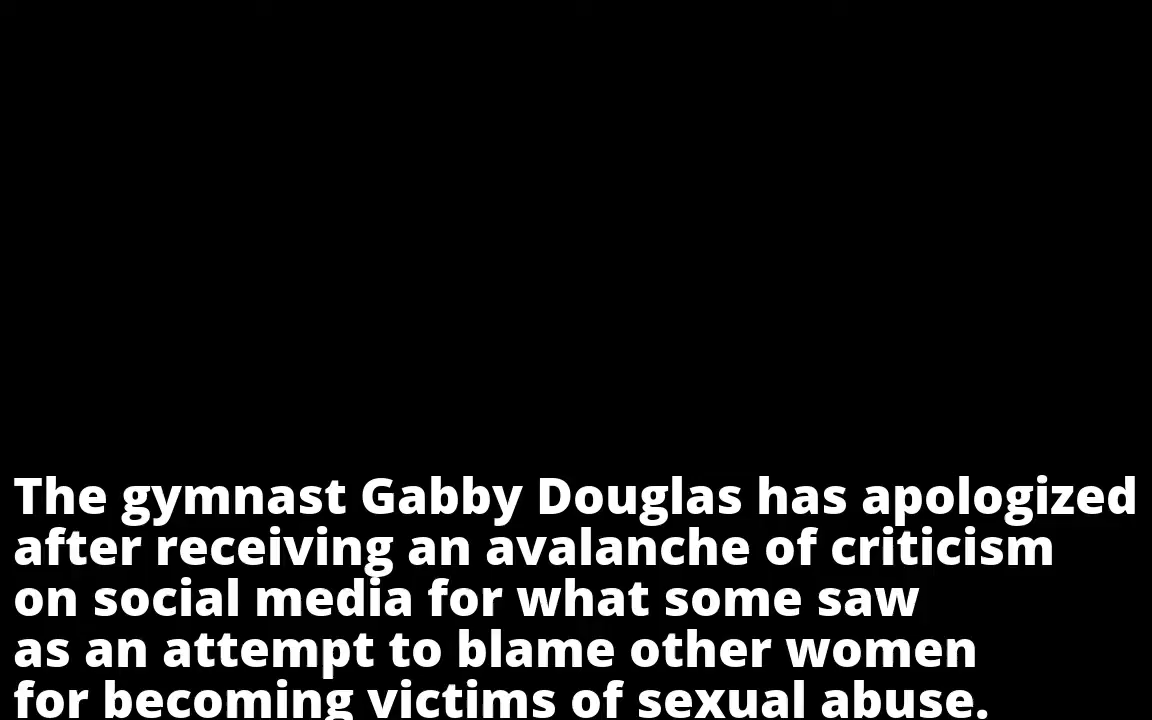 The gymnast Gabby Douglas has apologized
after receiving an avalanche of criticism
on social media for what some saw
as an attempt to blame other women
for becoming victims of sexual abuse.